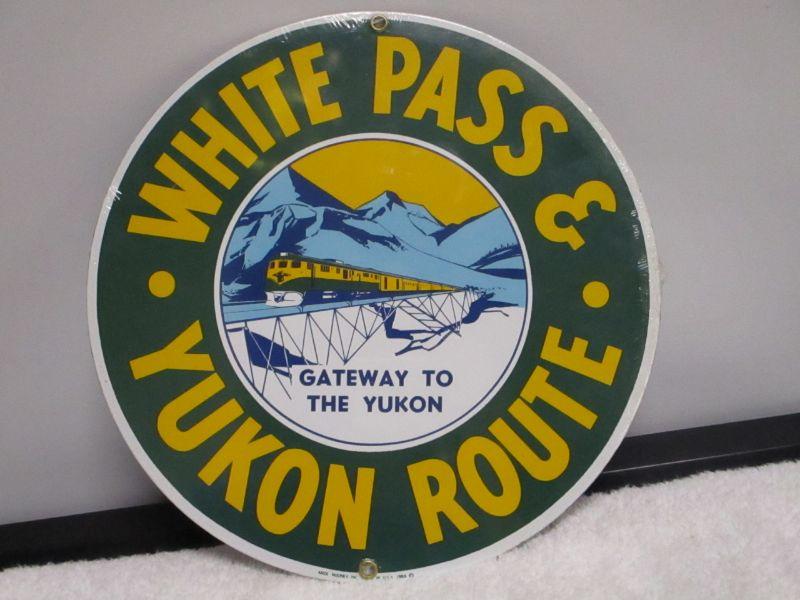 WHITE PASS &
YUKON ROUTE
GATEWAY TO
THE YUKON